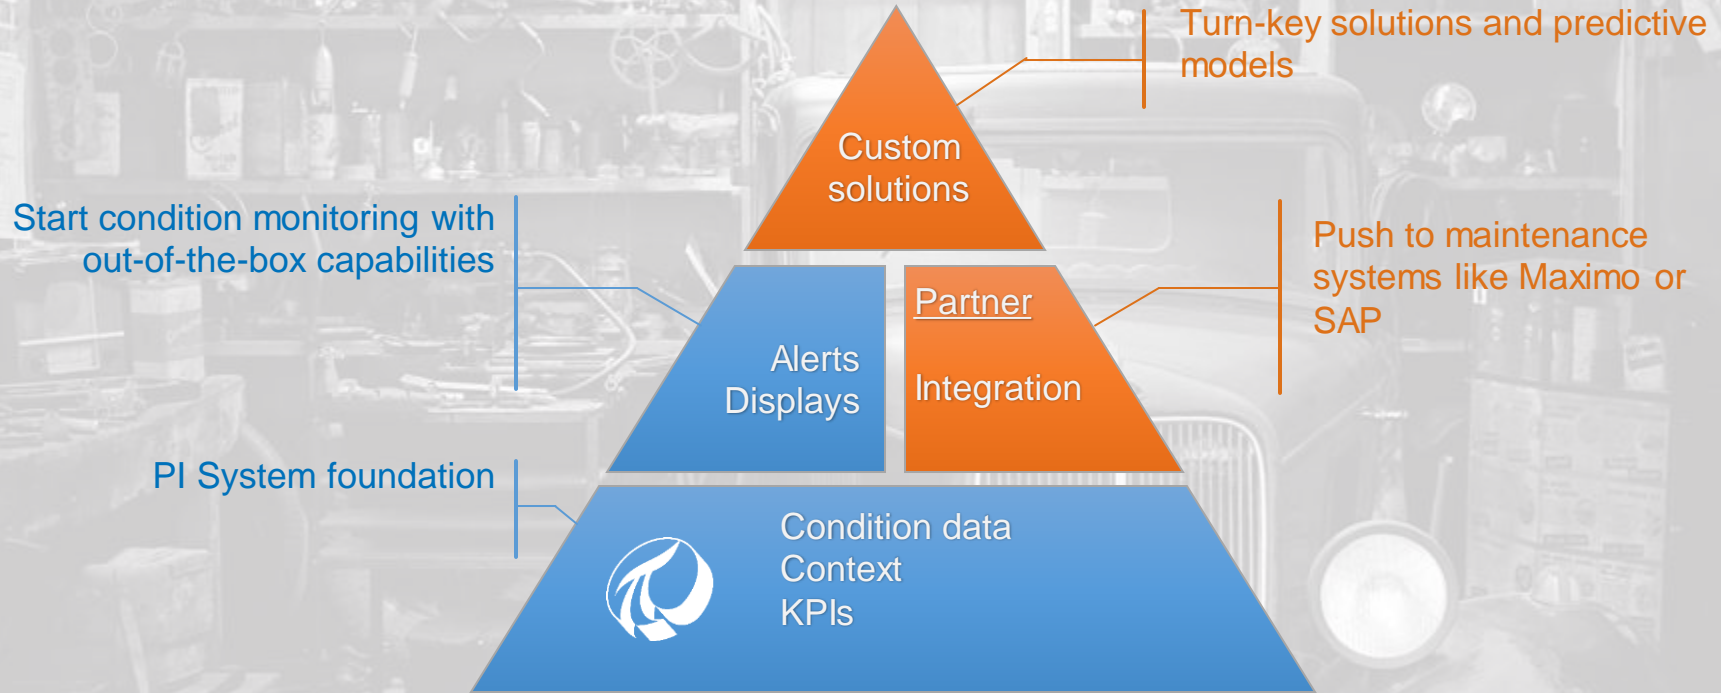 Turn-key solutions and predictive
models
Custom
solutions
Start condition monitoring with
out-of-the-box capabilities
Alerts
Displays
Partner
Integration
Push to maintenance
systems like Maximo or
SAP
PI System foundation
Condition data
Context
KPIs